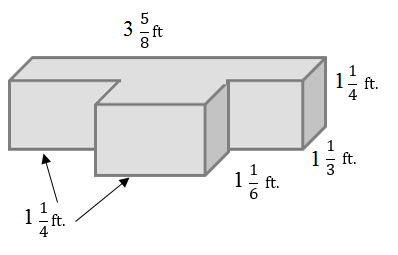 3 5/8 ft
1 1/4 ft.
1 1/3 ft.
1 1/6 ft.
1 1/4 ft.